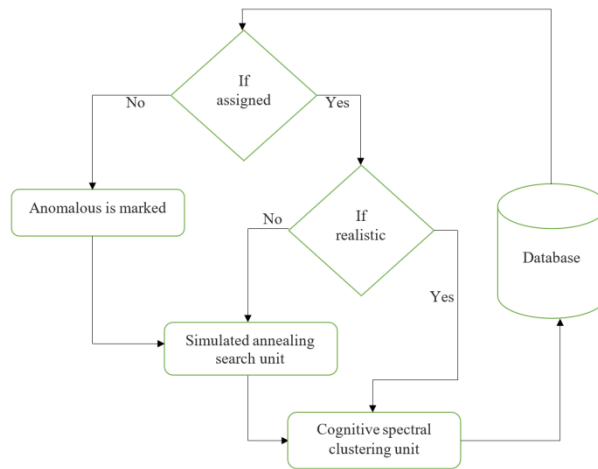 If
assigned
No
Yes
Anomalous is marked
No
If
realistic
Database
Yes
Simulated annealing
search unit
Cognitive spectral
clustering unit